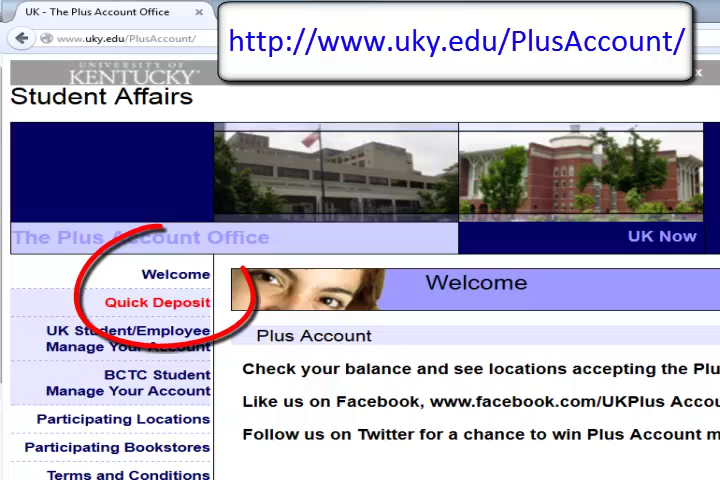 UK - The Plus Account Office ×
www.uky.edu/PlusAccount/
http://www.uky.edu/PlusAccount/
UNIVERSITY OF
KENTUCKY
Student Affairs
The Plus Account Office
UK Now
Welcome
Quick Deposit
UK Student/Employee
Manage Your Account
BCTC Student
Manage Your Account
Participating Locations
Participating Bookstores
Terms and Conditions
Welcome
Plus Account
Check your balance and see locations accepting the Plu
Like us on Facebook, www.facebook.com/UKPlus Accou
Follow us on Twitter for a chance to win Plus Account m